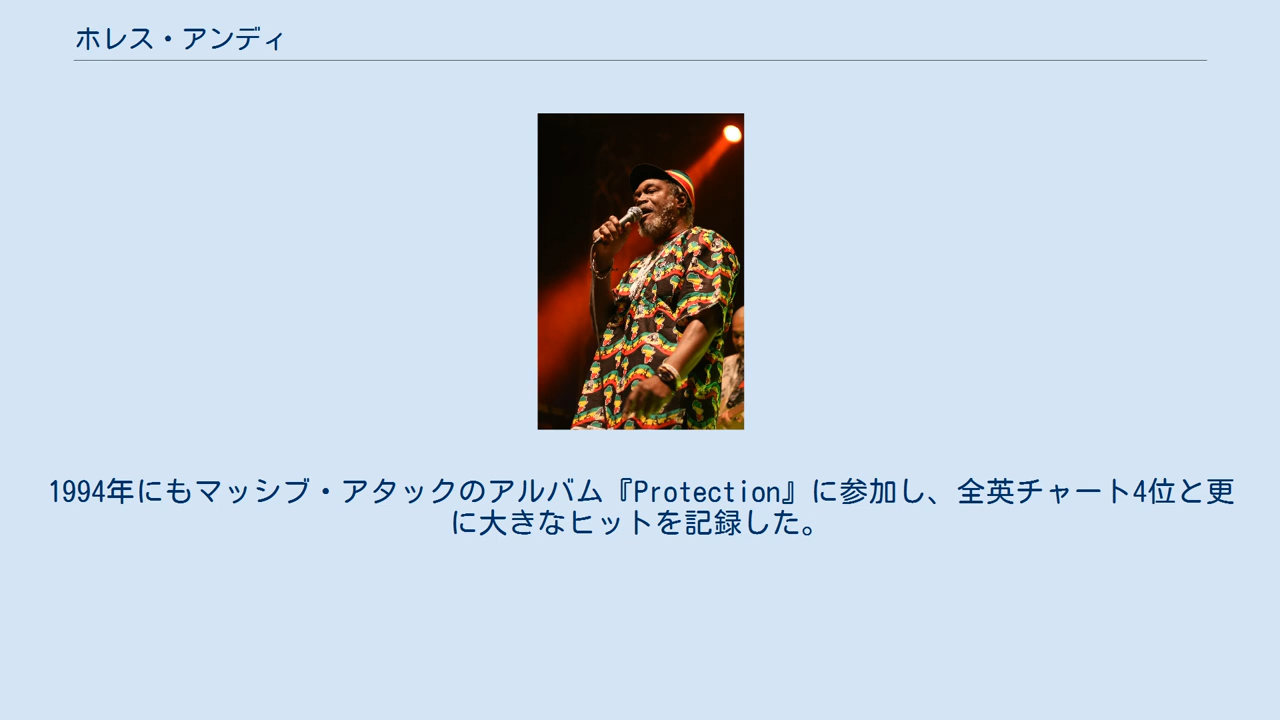 ホレス・アンディ
1994年にもマッシブ・アタックのアルバム『Protection』に参加し、全英チャート4位と更
に大きなヒットを記録した。